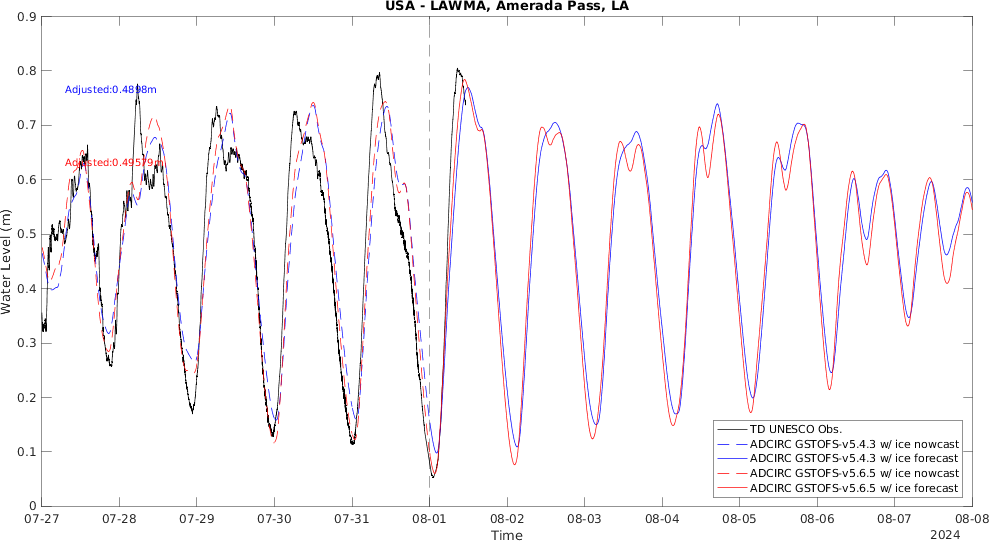 USA - LAWMA, Amerada Pass, LA
0.9
0.8
0.7
0.6
0.5
0.4
0.3
0.2
0.1
0
Water Level (m)
Adjusted:0.4898m
Adjusted:0.49579m
TD UNESCO Obs.
ADCIRC GSTOFS-v5.4.3 w/ ice nowcast
ADCIRC GSTOFS-v5.4.3 w/ ice forecast
ADCIRC GSTOFS-v5.6.5 w/ ice nowcast
ADCIRC GSTOFS-v5.6.5 w/ ice forecast
07-27 07-28 07-29 07-30 07-31 08-01 08-02 08-03 08-04 08-05 08-06 08-07 08-08
Time
2024